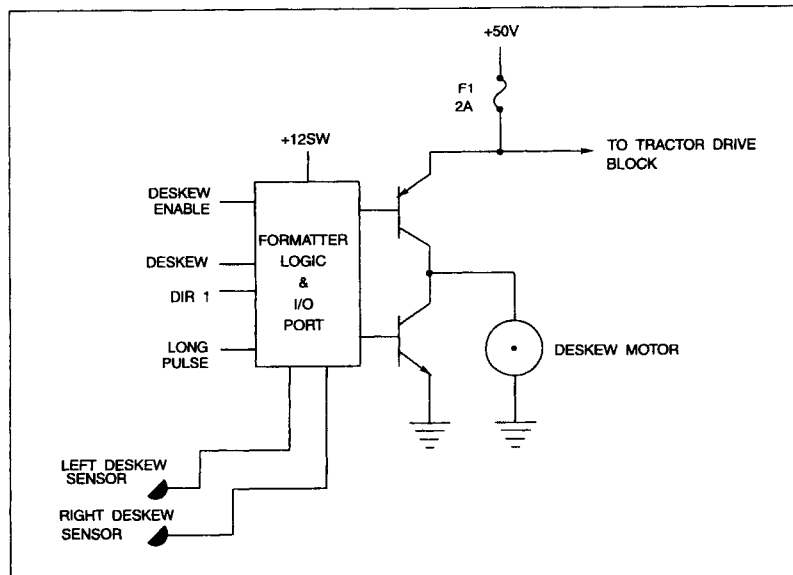 +50V
F1
2A
TO TRACTOR DRIVE
BLOCK
+12SW
DESKEW
ENABLE
DESKEW
DIR 1
LONG
PULSE
FORMATTER
LOGIC
&
I/O
PORT
DESKEW MOTOR
LEFT DESKEW
SENSOR
RIGHT DESKEW
SENSOR